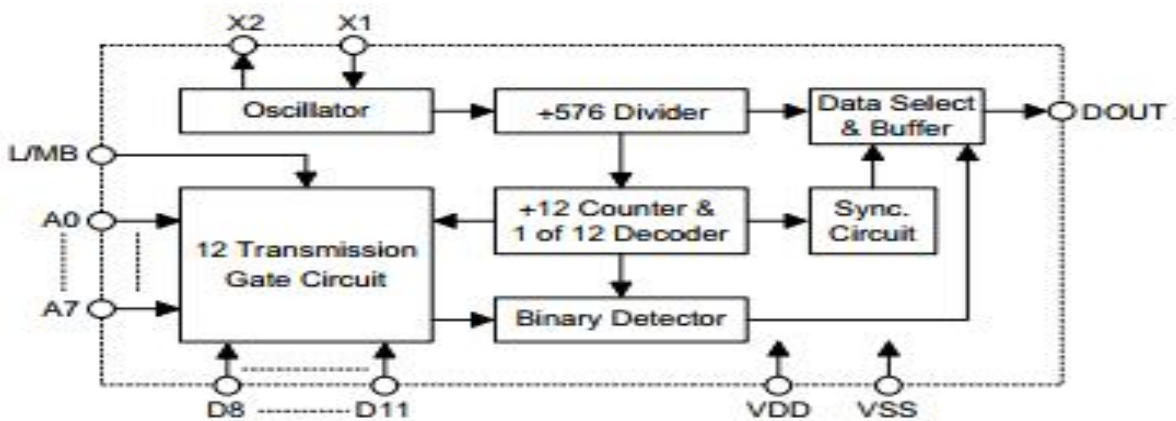 X2 X1
Oscillator
+576 Divider
Data Select
& Buffer
DOUT
L/MB
A0
A7
12 Transmission
Gate Circuit
+12 Counter &
1 of 12 Decoder
Sync.
Circuit
Binary Detector
D8 D11 VDD VSS